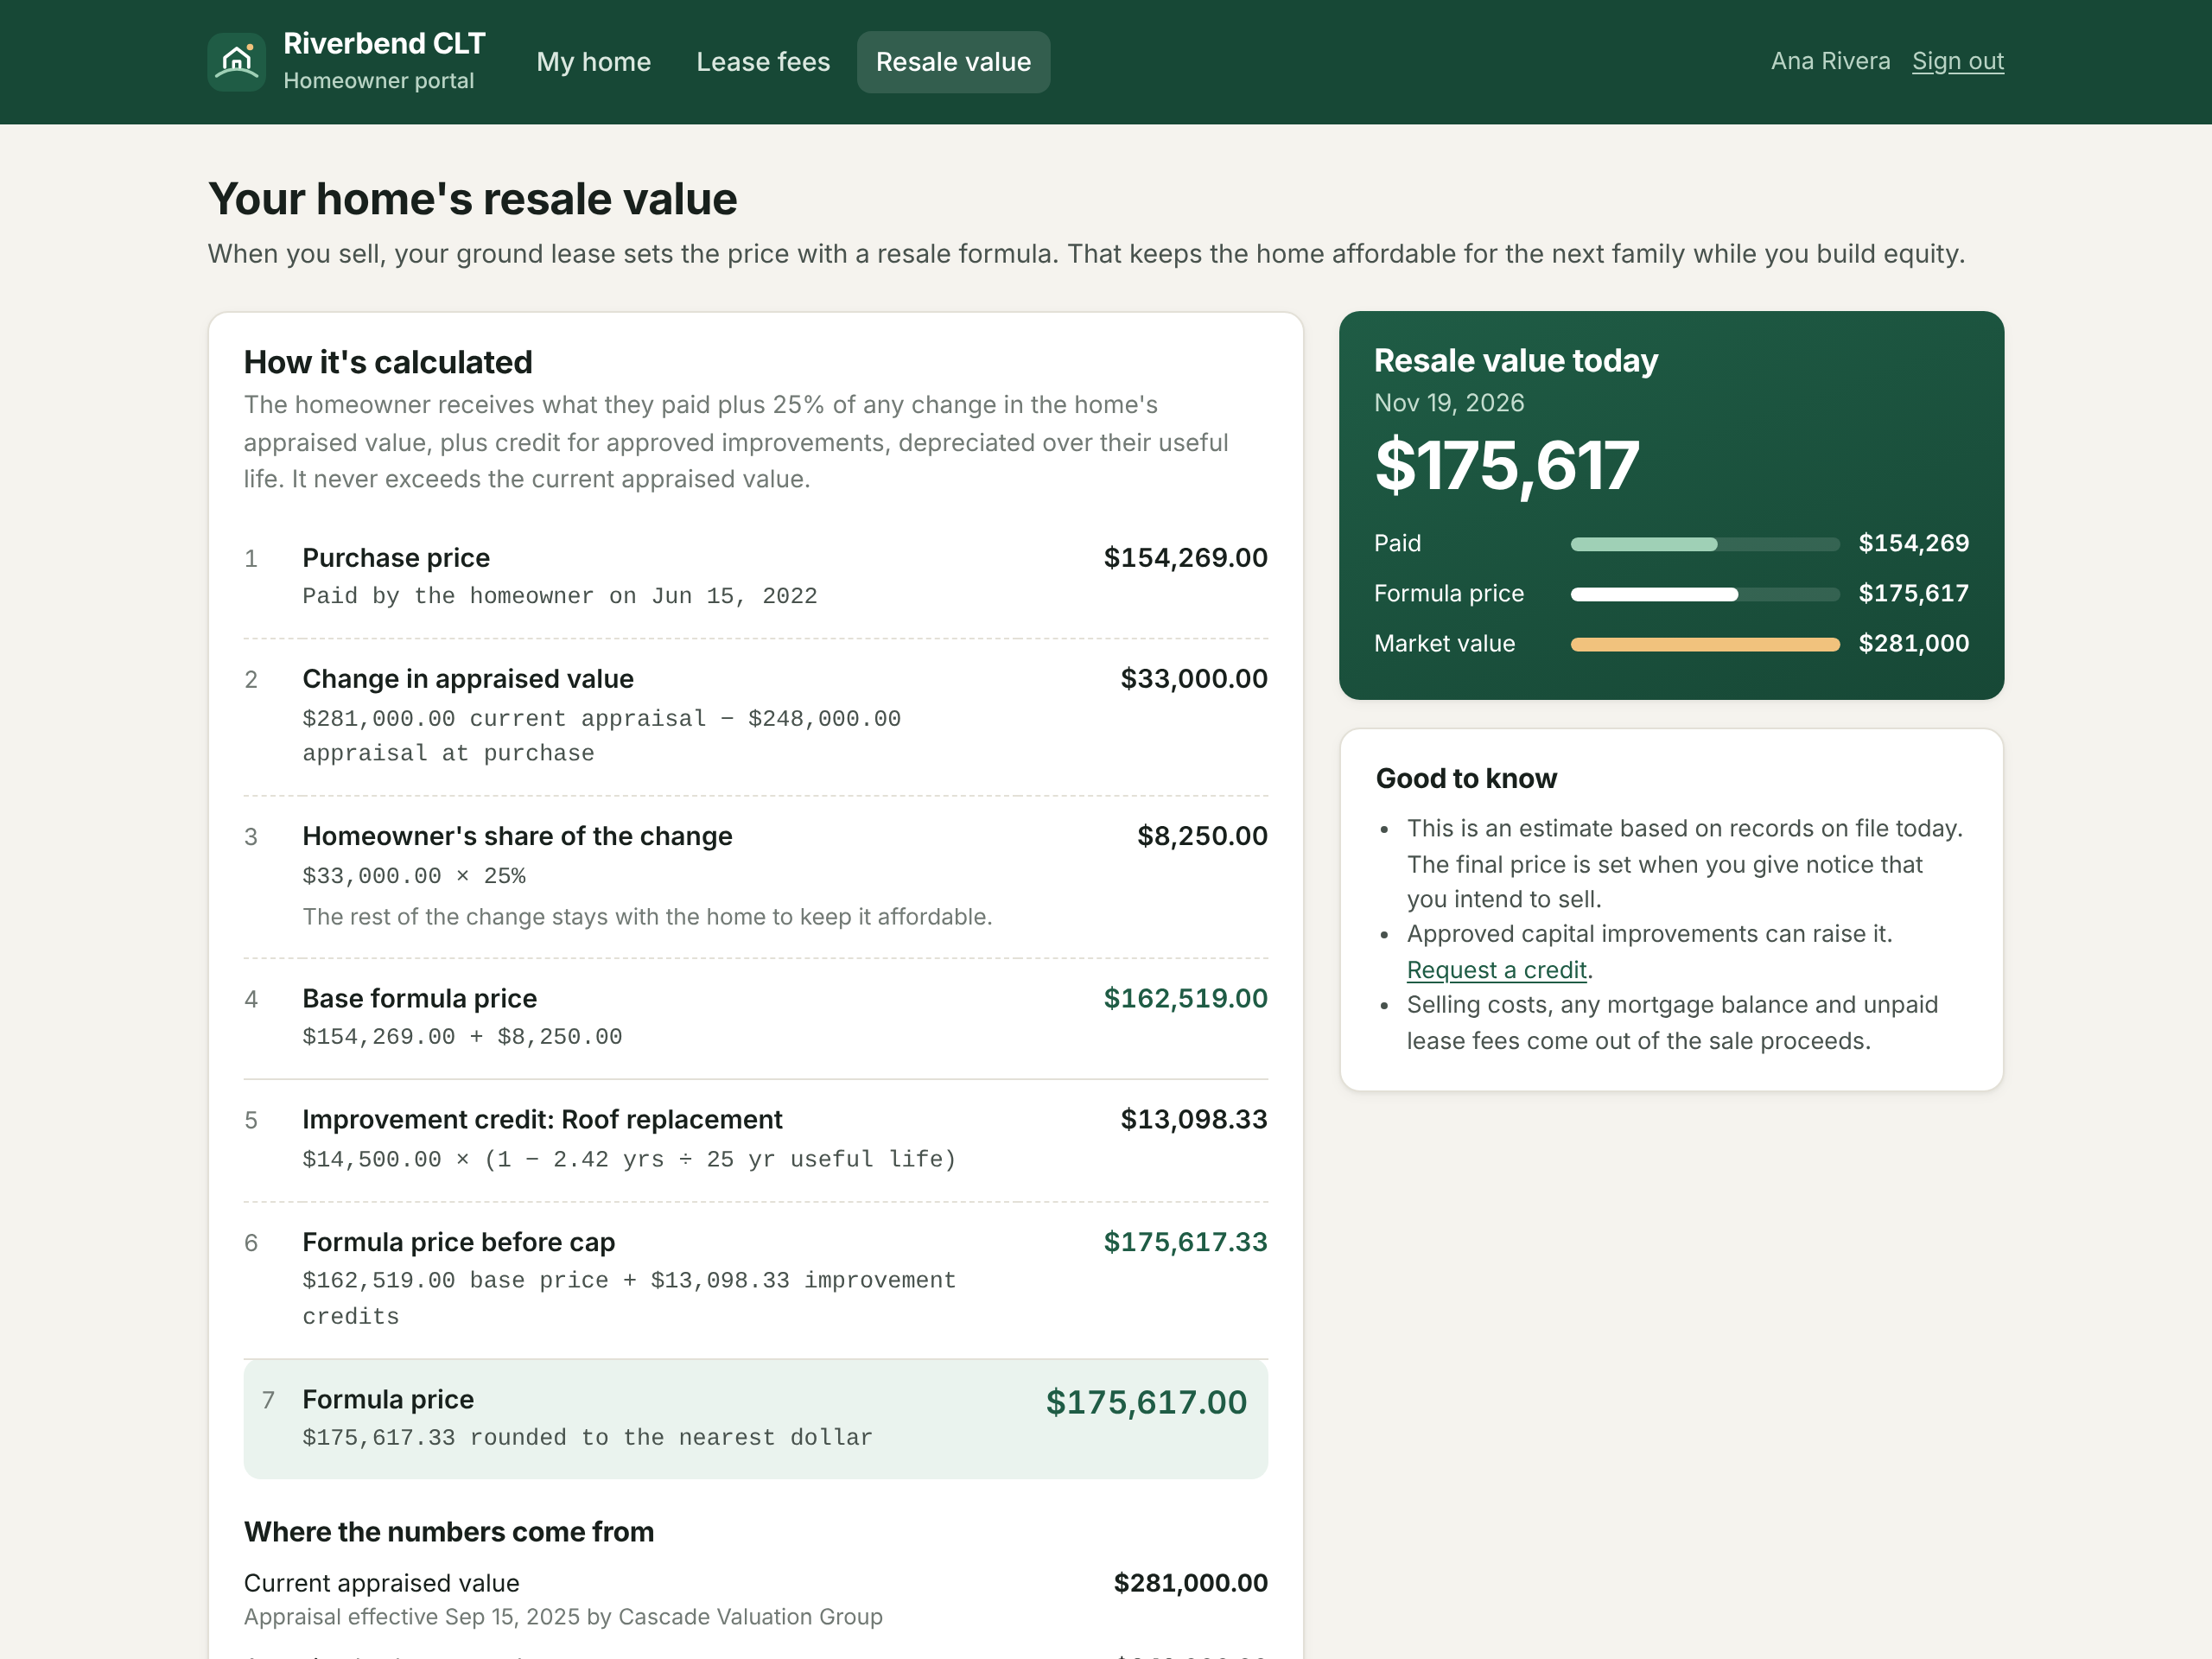 Riverbend CLT
Homeowner portal
My home
Lease fees
Resale value
Ana Rivera
Sign out
Your home's resale value
When you sell, your ground lease sets the price with a resale formula. That keeps the home affordable for the next family while you build equity.
How it's calculated
The homeowner receives what they paid plus 25% of any change in the home's
appraised value, plus credit for approved improvements, depreciated over their useful
life. It never exceeds the current appraised value.
1 Purchase price $154,269.00
Paid by the homeowner on Jun 15, 2022
2 Change in appraised value $33,000.00
$281,000.00 current appraisal − $248,000.00
appraisal at purchase
3 Homeowner's share of the change $8,250.00
$33,000.00 × 25%
The rest of the change stays with the home to keep it affordable.
4 Base formula price $162,519.00
$154,269.00 + $8,250.00
5 Improvement credit: Roof replacement $13,098.33
$14,500.00 × (1 − 2.42 yrs ÷ 25 yr useful life)
6 Formula price before cap $175,617.33
$162,519.00 base price + $13,098.33 improvement
credits
7 Formula price $175,617.00
$175,617.33 rounded to the nearest dollar
Where the numbers come from
Current appraised value $281,000.00
Appraisal effective Sep 15, 2025 by Cascade Valuation Group
Resale value today
Nov 19, 2026
$175,617
Paid $154,269
Formula price $175,617
Market value $281,000
Good to know
• This is an estimate based on records on file today.
The final price is set when you give notice that
you intend to sell.
• Approved capital improvements can raise it.
Request a credit.
• Selling costs, any mortgage balance and unpaid
lease fees come out of the sale proceeds.